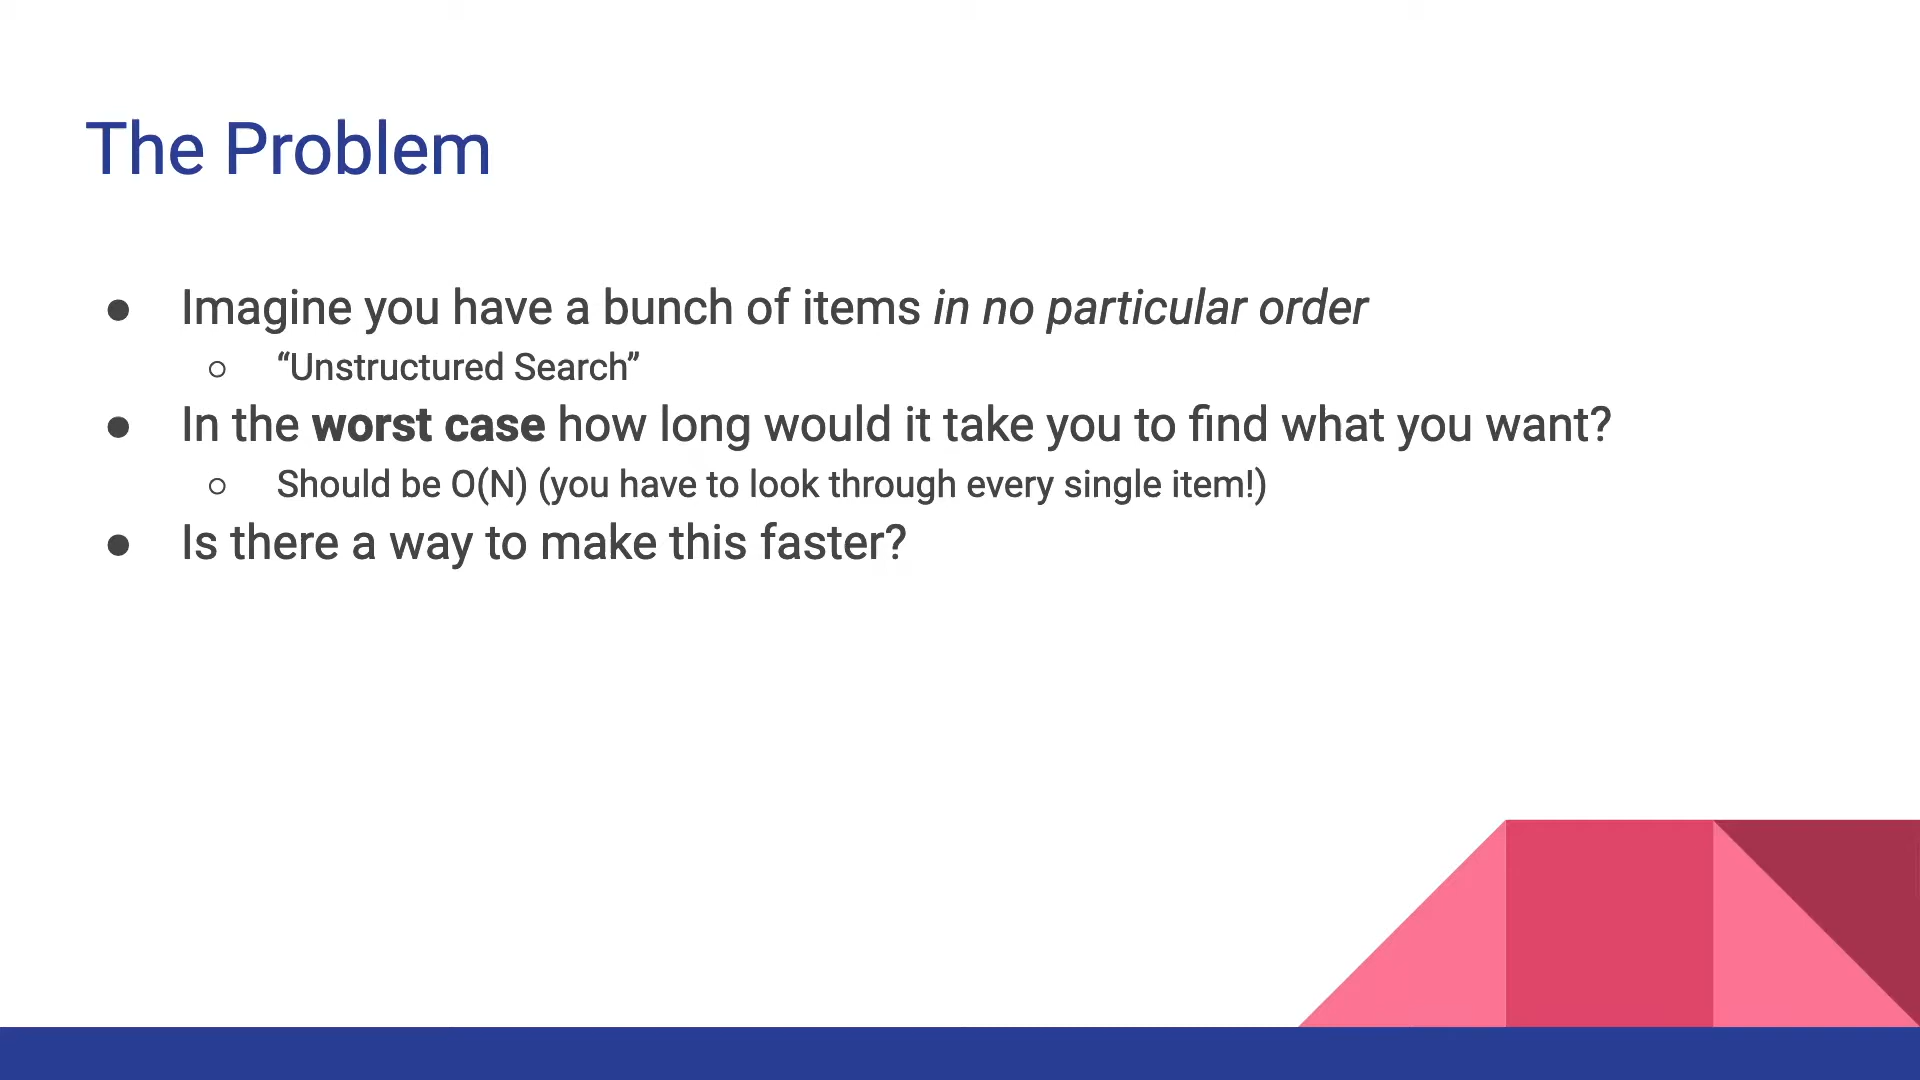 The Problem
● Imagine you have a bunch of items in no particular order
○ “Unstructured Search”
● In the worst case how long would it take you to find what you want?
○ Should be O(N) (you have to look through every single item!)
● Is there a way to make this faster?